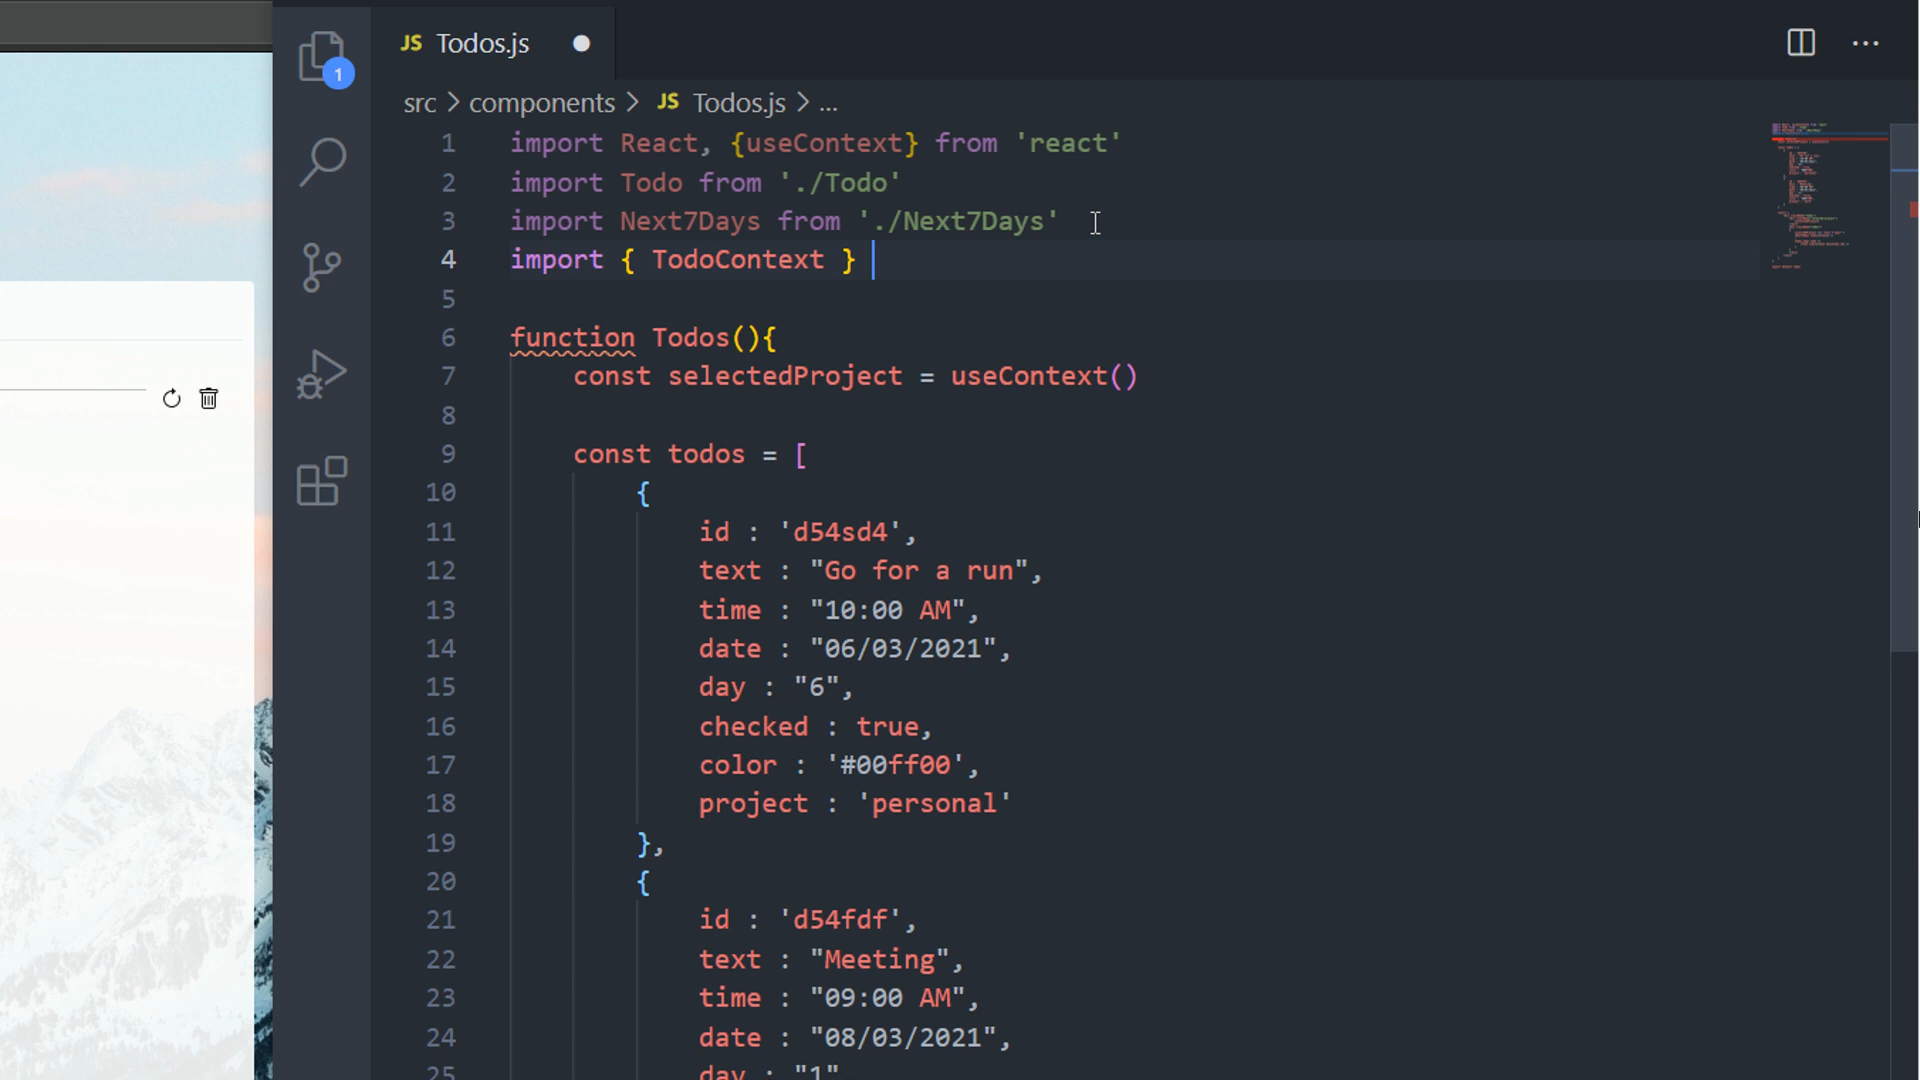 1
JS Todos.js
src > components > JS Todos.js > ...
1 import React, {useContext} from 'react'
2 import Todo from './Todo'
3 import Next7Days from './Next7Days'
4 import { TodoContext }
5
6 function Todos(){
7 const selectedProject = useContext()
8
9 const todos = [
10 {
11 id : 'd54sd4',
12 text : "Go for a run",
13 time : "10:00 AM",
14 date : "06/03/2021",
15 day : "6",
16 checked : true,
17 color : '#00ff00',
18 project : 'personal'
19 },
20 {
21 id : 'd54fdf',
22 text : "Meeting",
23 time : "09:00 AM",
24 date : "08/03/2021",
25 day : "1",